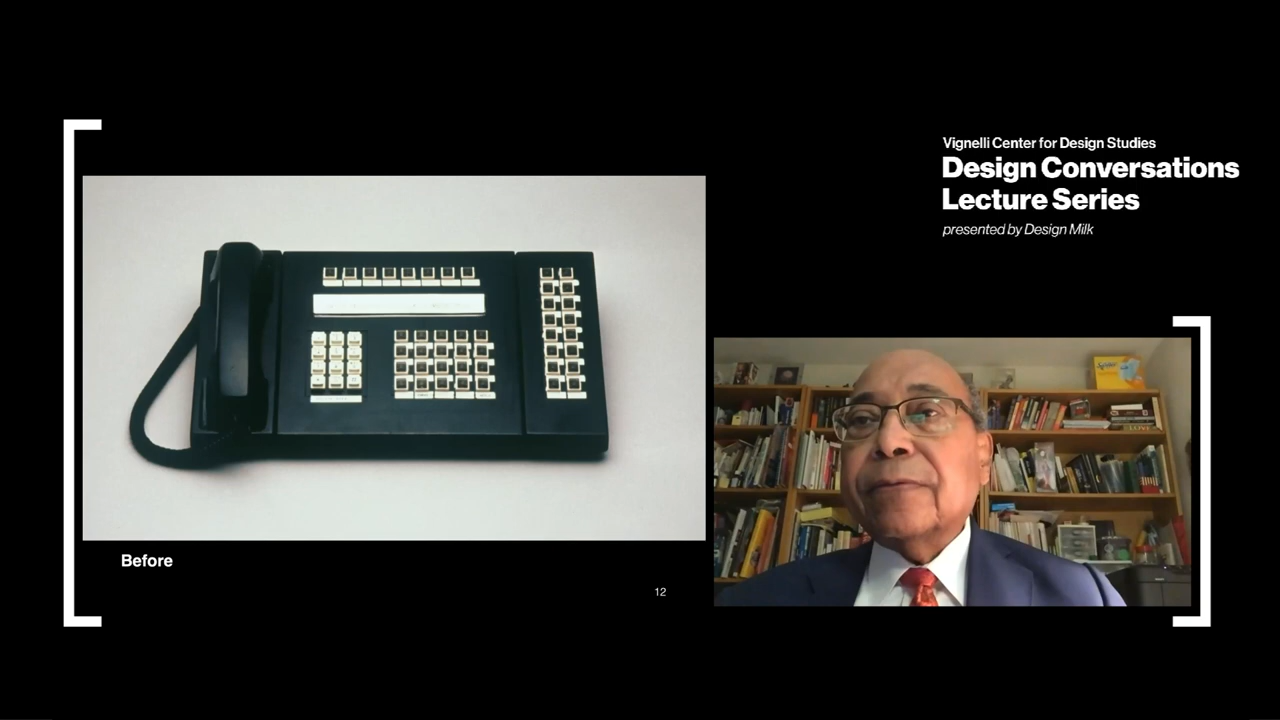 Vignelli Center for Design Studies
Design Conversations
Lecture Series
presented by Design Milk
Before
12